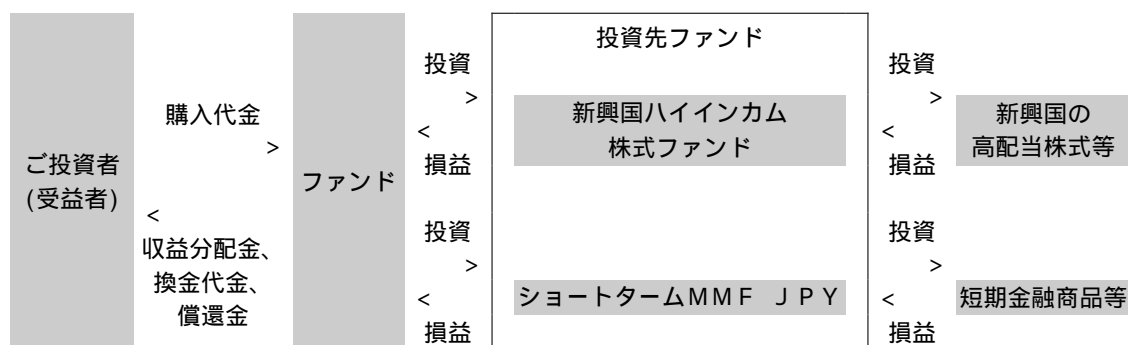 ご投資者
(受益者)
購入代金
>
<
収益分配金、
換金代金、
償還金
ファンド
投資
>
<
損益
投資
>
<
損益
投資先ファンド
新興国ハイインカム
株式ファンド
ショートタームＭＭＦ　ＪＰＹ
投資
>
<
損益
投資
>
<
損益
新興国の
高配当株式等
短期金融商品等